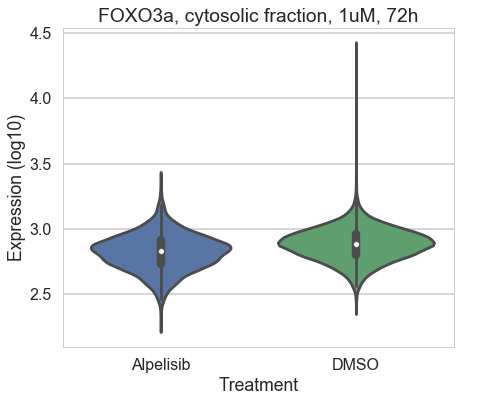 FOXO3a, cytosolic fraction, 1uM, 72h
4.5
4.0
3.5
3.0
2.5
Expression (log10)
Alpelisib
DMSO
Treatment